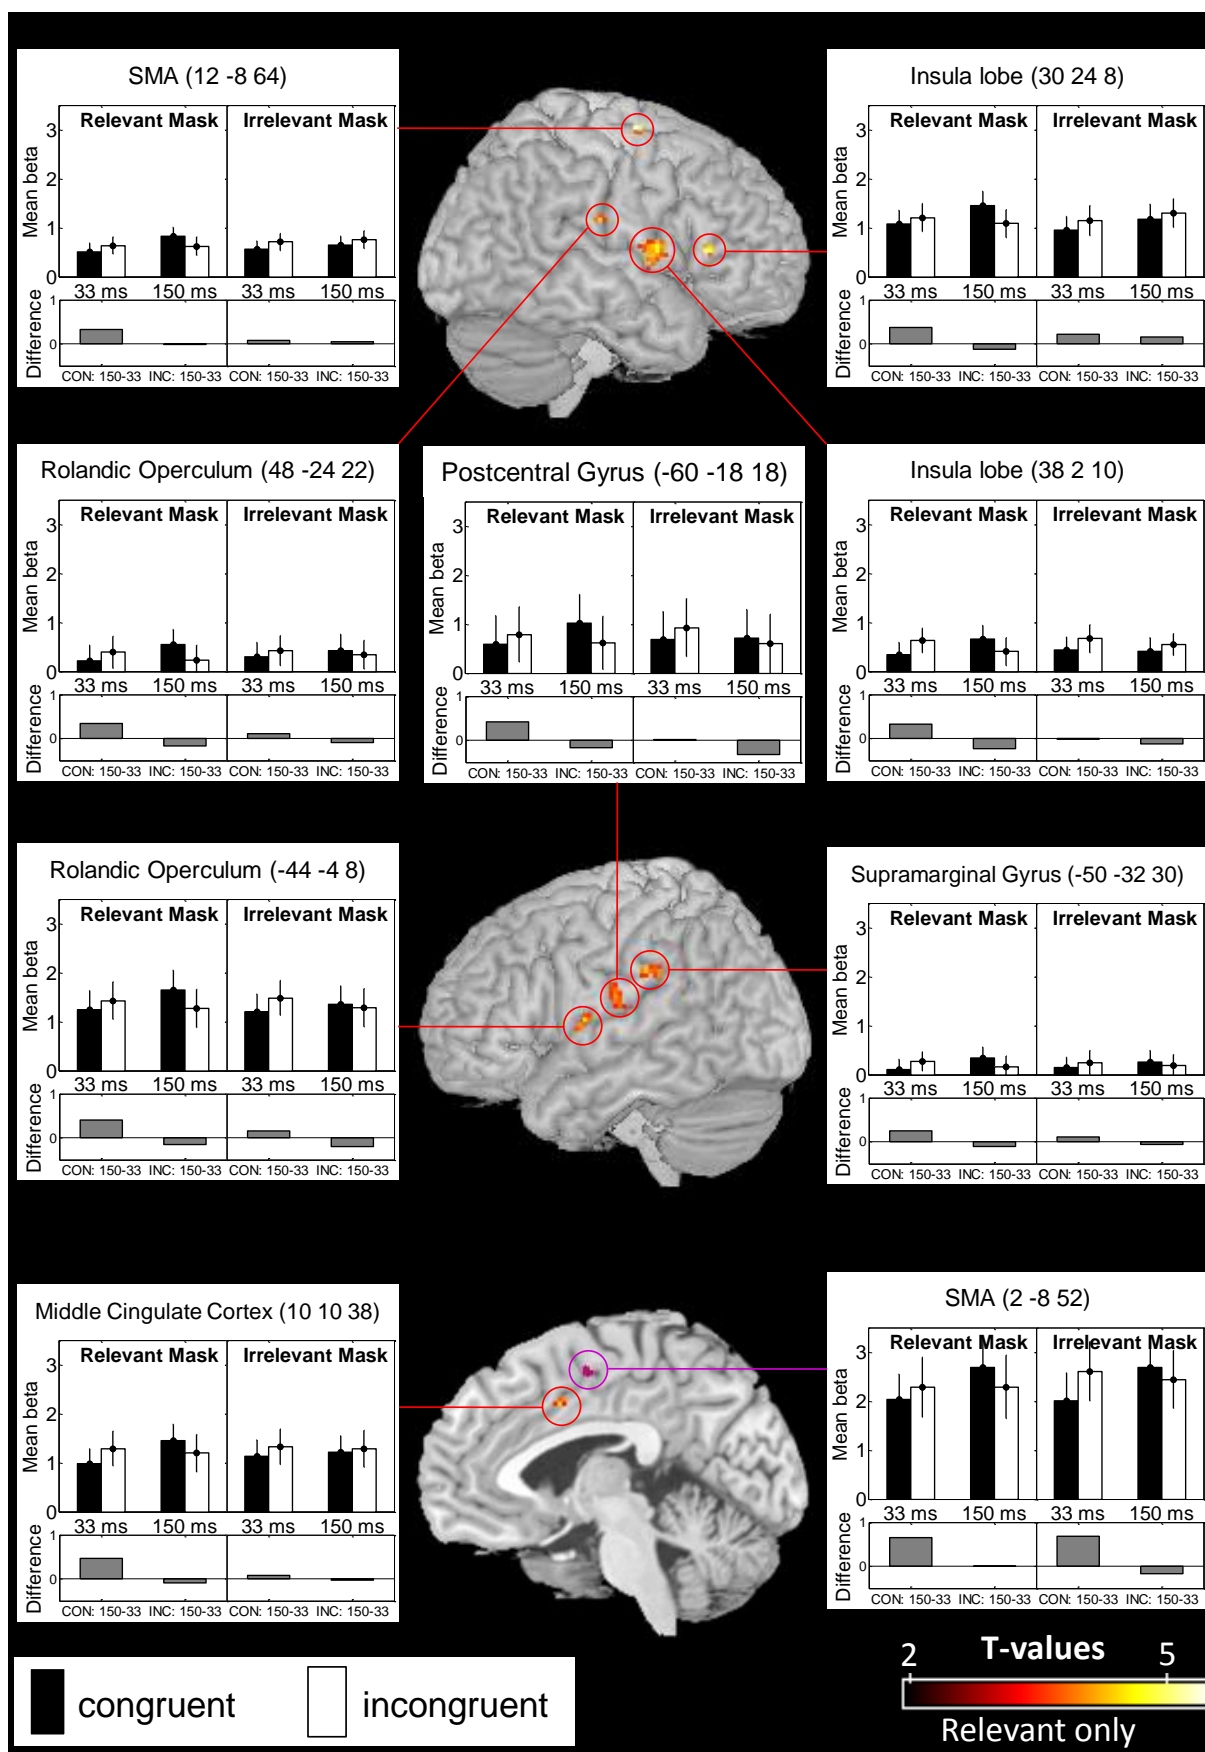 SMA (12 -8 64)
Relevant Mask Irrelevant Mask
3
2
1
0
Mean beta
33 ms 150 ms 33 ms 150 ms
1
0
Difference
CON: 150-33 INC: 150-33 CON: 150-33 INC: 150-33
Insula lobe (30 24 8)
Relevant Mask Irrelevant Mask
3
2
1
0
Mean beta
33 ms 150 ms 33 ms 150 ms
1
0
Difference
CON: 150-33 INC: 150-33 CON: 150-33 INC: 150-33
Rolandic Operculum (48 -24 22)
Relevant Mask Irrelevant Mask
3
2
1
0
Mean beta
33 ms 150 ms 33 ms 150 ms
1
0
Difference
CON: 150-33 INC: 150-33 CON: 150-33 INC: 150-33
Postcentral Gyrus (-60 -18 18)
Relevant Mask Irrelevant Mask
3
2
1
0
Mean beta
33 ms 150 ms 33 ms 150 ms
1
0
Difference
CON: 150-33 INC: 150-33 CON: 150-33 INC: 150-33
Insula lobe (38 2 10)
Relevant Mask Irrelevant Mask
3
2
1
0
Mean beta
33 ms 150 ms 33 ms 150 ms
1
0
Difference
CON: 150-33 INC: 150-33 CON: 150-33 INC: 150-33
Rolandic Operculum (-44 -4 8)
Relevant Mask Irrelevant Mask
3
2
1
0
Mean beta
33 ms 150 ms 33 ms 150 ms
1
0
Difference
CON: 150-33 INC: 150-33 CON: 150-33 INC: 150-33
Supramarginal Gyrus (-50 -32 30)
Relevant Mask Irrelevant Mask
3
2
1
0
Mean beta
33 ms 150 ms 33 ms 150 ms
1
0
Difference
CON: 150-33 INC: 150-33 CON: 150-33 INC: 150-33
Middle Cingulate Cortex (10 10 38)
Relevant Mask Irrelevant Mask
3
2
1
0
Mean beta
33 ms 150 ms 33 ms 150 ms
1
0
Difference
CON: 150-33 INC: 150-33 CON: 150-33 INC: 150-33
SMA (2 -8 52)
Relevant Mask Irrelevant Mask
3
2
1
0
Mean beta
33 ms 150 ms 33 ms 150 ms
1
0
Difference
CON: 150-33 INC: 150-33 CON: 150-33 INC: 150-33
congruent incongruent
2 T-values 5
Relevant only